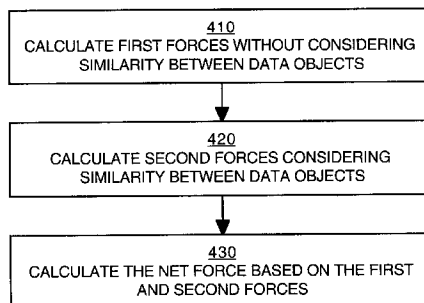 410
CALCULATE FIRST FORCES WITHOUT CONSIDERING
SIMILARITY BETWEEN DATA OBJECTS
420
CALCULATE SECOND FORCES CONSIDERING
SIMILARITY BETWEEN DATA OBJECTS
430
CALCULATE THE NET FORCE BASED ON THE FIRST
AND SECOND FORCES